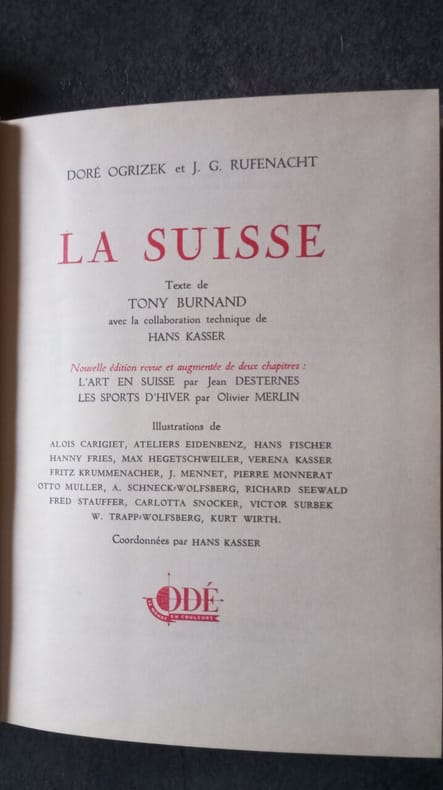 DORÉ OGRIZEK et J. G. RUFENACHT
LA SUISSE
Texte de
TONY BURNAND
avec la collaboration technique de
HANS KASSER
Nouvelle édition revue et augmentée de deux chapitres :
L'ART EN SUISSE par Jean DESTERNES
LES SPORTS D'HIVER par Olivier MERLIN
Illustrations de
ALOIS CARIGIET, ATELIERS EIDENBENZ, HANS FISCHER
HANNY FRIES, MAX HEGETSCHWEILER, VERENA KASSER
FRITZ KRUMMENACHER, J. MENNET, PIERRE MONNERAT
OTTO MULLER, A. SCHNECK-WOLFSBERG, RICHARD SEEWALD
FRED STAUFFER, CARLOTTA SNOCKER, VICTOR SURBEK
W. TRAPP-WOLFSBERG, KURT WIRTH.
Coordonnées par HANS KASSER
ODÉ
LE MONDE EN COULEURS